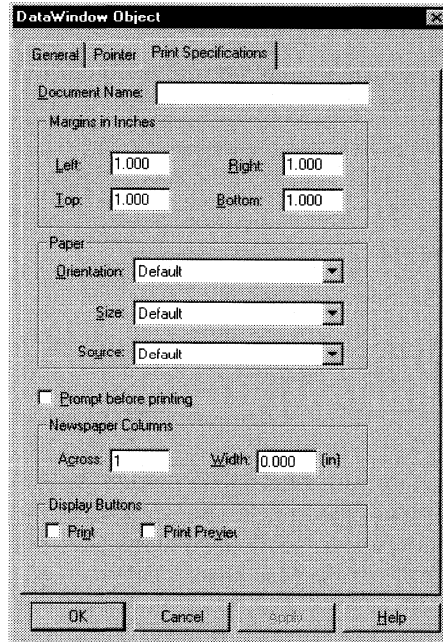 DataWindow Object
General Pointer Print Specifications
Document Name:
Margins in Inches
Left: 1.000 Right: 1.000
Top: 1.000 Bottom: 1.000
Paper
Orientation: Default
Size: Default
Source: Default
Prompt before printing
Newspaper Columns
Across: 1 Width: 0.000 (in)
Display Buttons
Print Print Previev
OK Cancel Apply Help